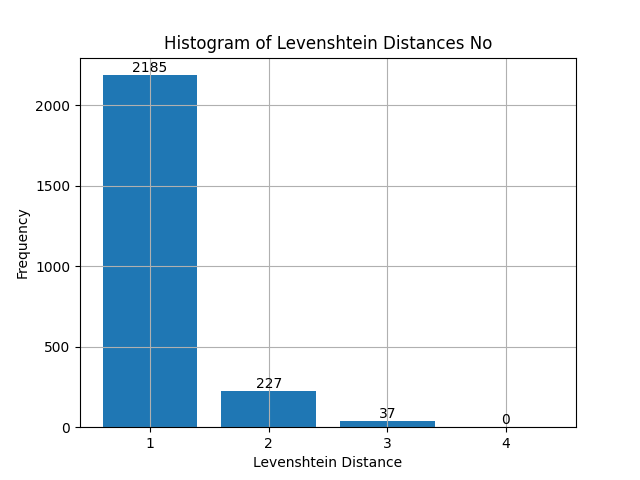 Histogram of Levenshtein Distances No
2185
2000
1500
1000
500
0
227
37
0
1 2 3 4
Frequency
Levenshtein Distance